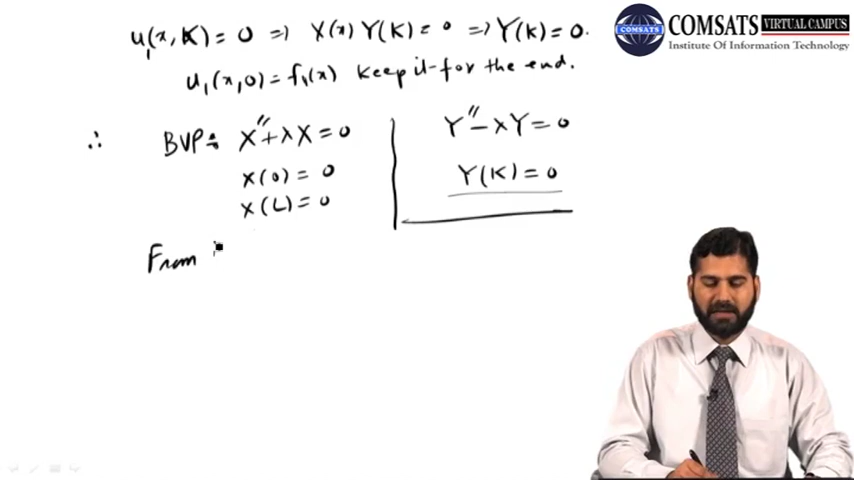 u₁(x,K) = 0 ⇒ X(x) Y(K) = 0 ⇒ Y(K) = 0.
u₁(x,0) = f₁(x) keep it for the end.
∴ BVP: X″ + λX = 0
X(0) = 0
X(L) = 0
Y″ − λY = 0
Y(K) = 0
From
COMSATS
COMSATS VIRTUAL CAMPUS
Institute Of Information Technology